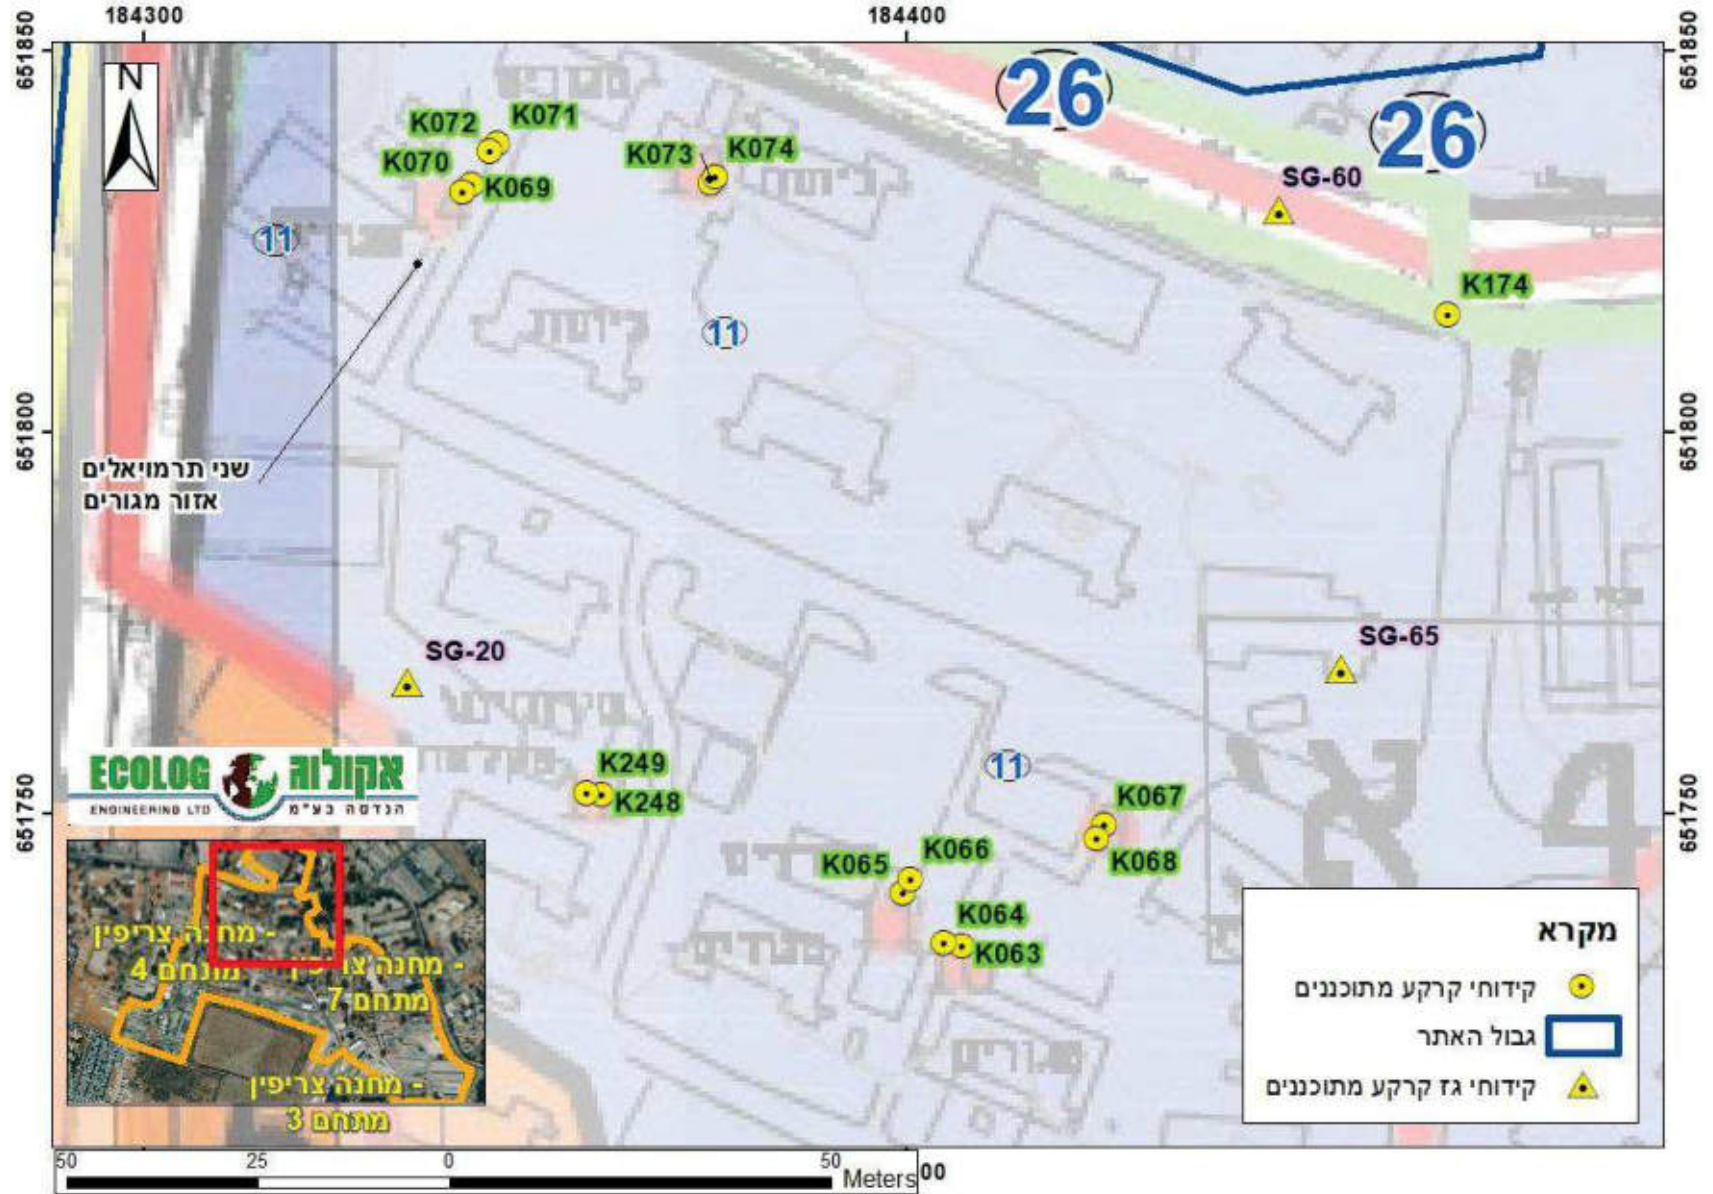 184300
184400
651850
651850
N
26
26
K072
K071
K070
K069
K073
K074
SG-60
11
K174
11
651800
651800
שני תרמויאלים
אזור מגורים
SG-20
SG-65
ECOLOG אקולוג
ENGINEERING LTD הנדסה בע"מ
K249
K248
11
651750
651750
K067
K068
K065
K066
K064
K063
4
מחנה צריפין -
מתחם 4
מחנה צריפין -
מתחם 7
מחנה צריפין -
מתחם 3
מקרא
קידוחי קרקע מתוכננים
גבול האתר
קידוחי גז קרקע מתוכננים
50 25 0 50
Meters
00